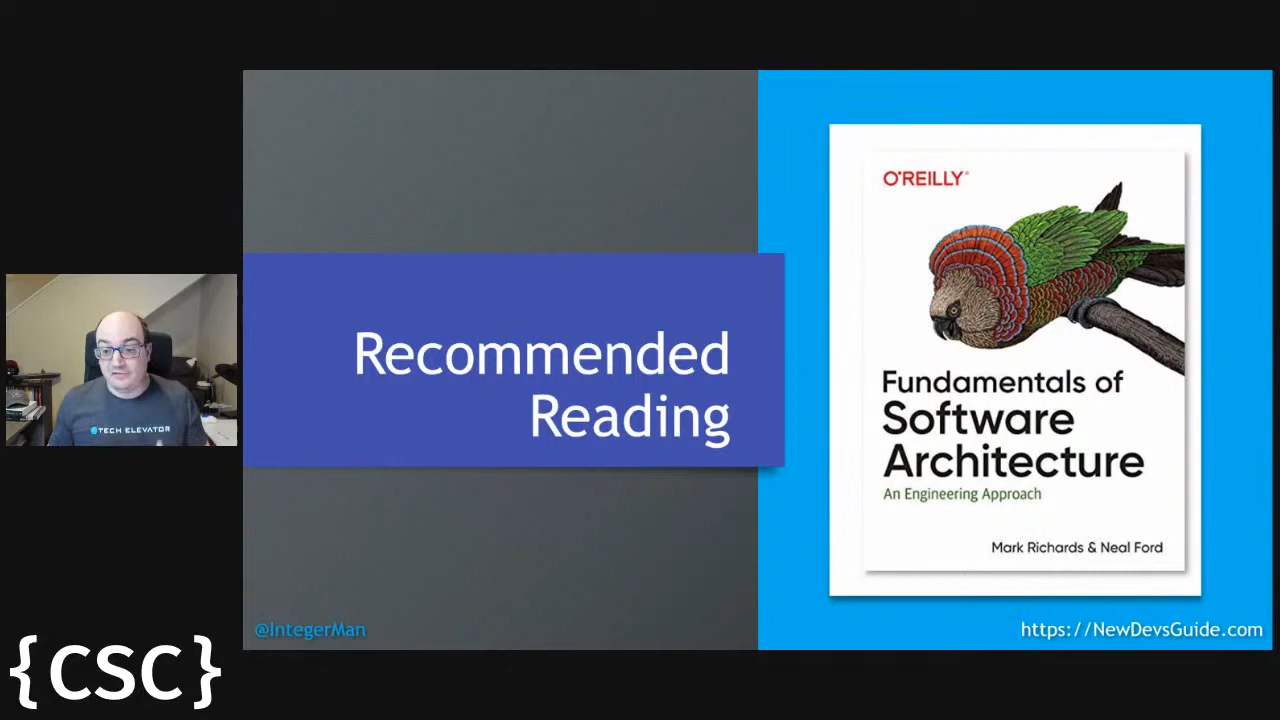 TECH ELEVATOR
{CSC}
Recommended
Reading
@IntegerMan
O'REILLY®
Fundamentals of
Software
Architecture
An Engineering Approach
Mark Richards & Neal Ford
https://NewDevsGuide.com